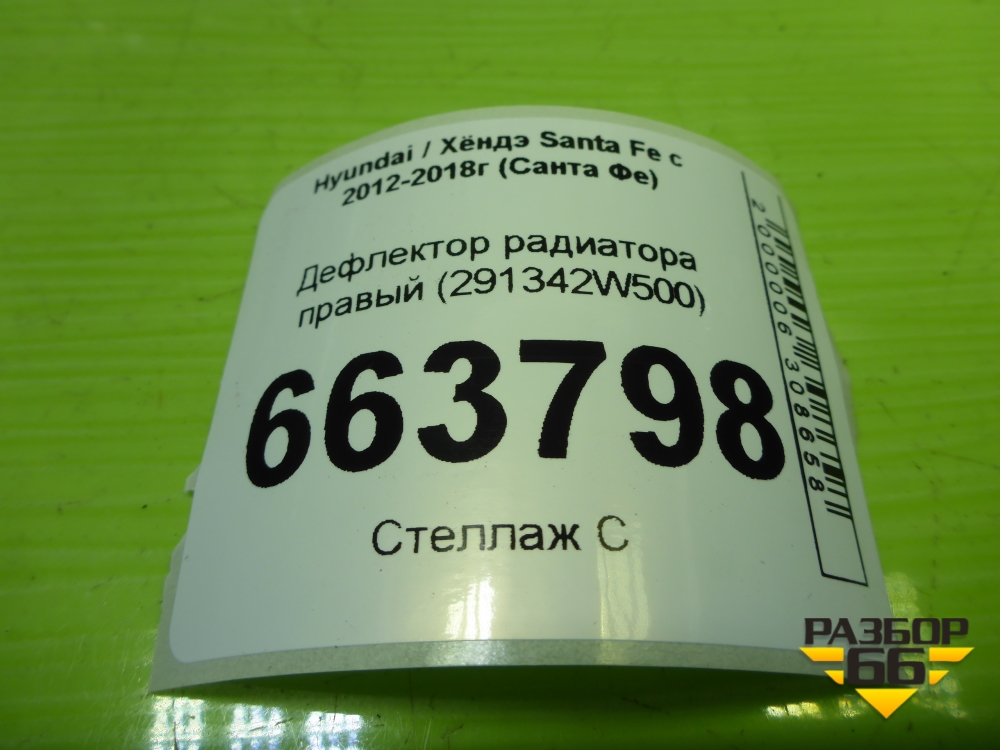 Hyundai / Хёндэ Santa Fe с
2012-2018г (Санта Фе)
Дефлектор радиатора
правый (291342W500)
663798
Стеллаж С
2000006308658
РАЗБОР
66